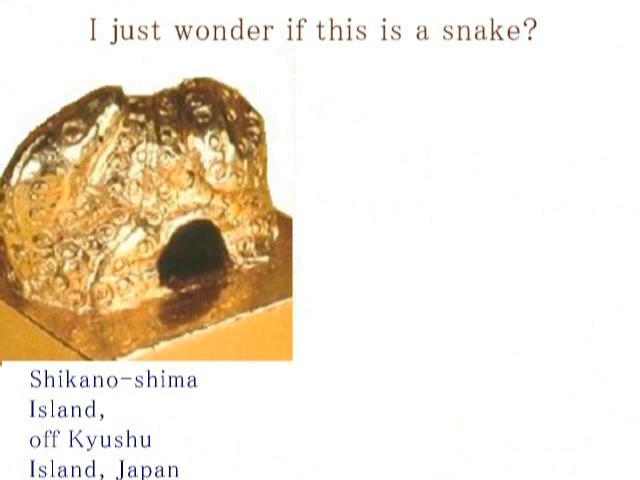 I just wonder if this is a snake?
Shikano-shima
Island,
off Kyushu
Island, Japan